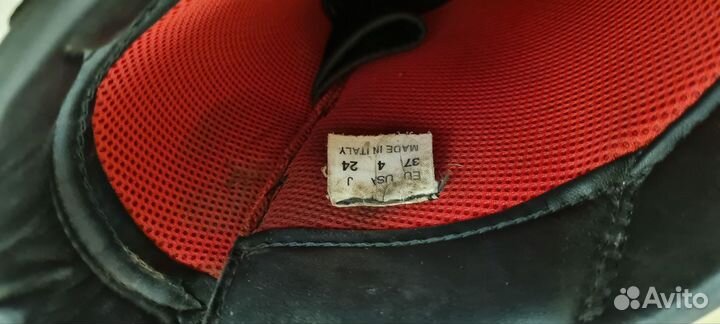 EU USA J
37 4 24
MADE IN ITALY
Avito